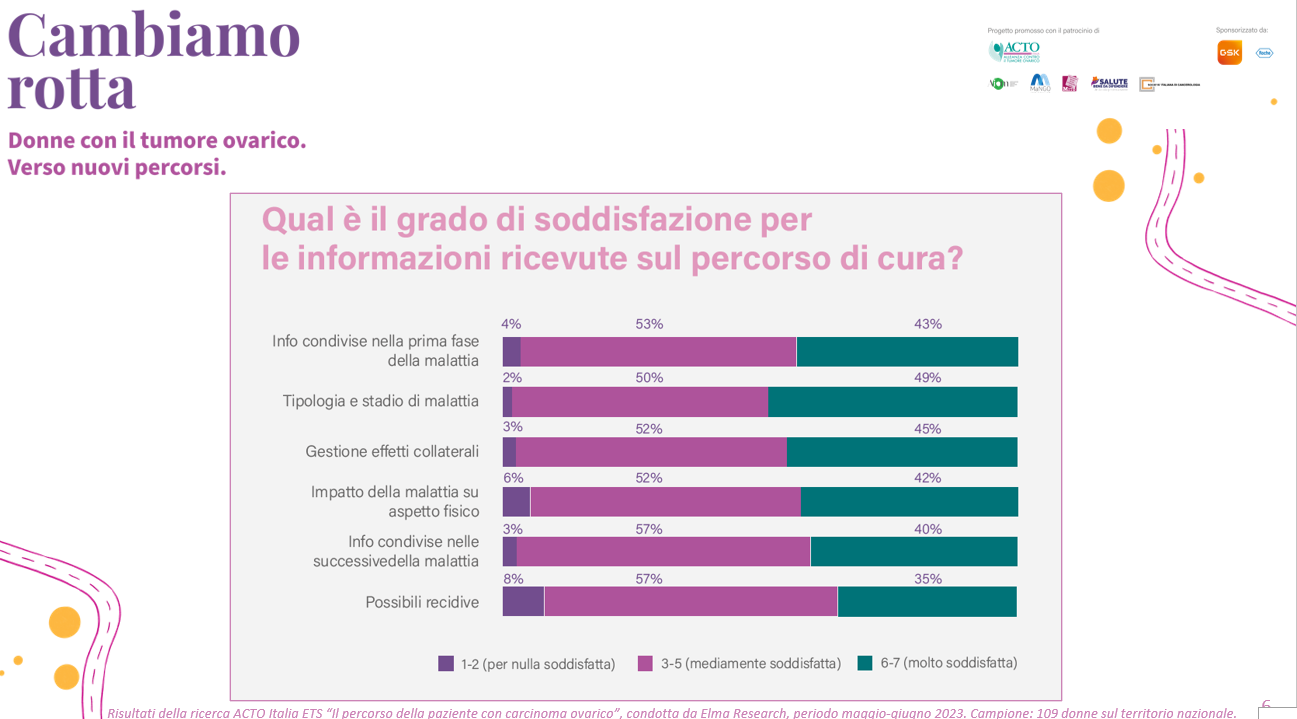 Cambiamo
rotta
Donne con il tumore ovarico.
Verso nuovi percorsi.
Progetto promosso con il patrocinio di
Sponsorizzato da:
ACTO
GSK
Roche
MaNGO
SALUTE
Qual è il grado di soddisfazione per
le informazioni ricevute sul percorso di cura?
4% 53% 43%
Info condivise nella prima fase
della malattia
2% 50% 49%
Tipologia e stadio di malattia
3% 52% 45%
Gestione effetti collaterali
6% 52% 42%
Impatto della malattia su
aspetto fisico
3% 57% 40%
Info condivise nelle
successivedella malattia
8% 57% 35%
Possibili recidive
1-2 (per nulla soddisfatta) 3-5 (mediamente soddisfatta) 6-7 (molto soddisfatta)
Risultati della ricerca ACTO Italia ETS “Il percorso della paziente con carcinoma ovarico”, condotta da Elma Research, periodo maggio-giugno 2023. Campione: 109 donne sul territorio nazionale.
6